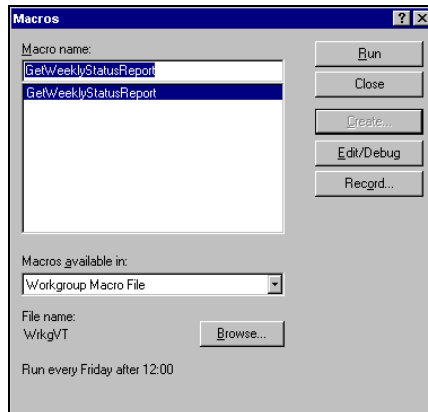 Macros
Macro name:
GetWeeklyStatusReport
GetWeeklyStatusReport
Run
Close
Create...
Edit/Debug
Record...
Macros available in:
Workgroup Macro File
File name:
WrkgVT
Browse...
Run every Friday after 12:00